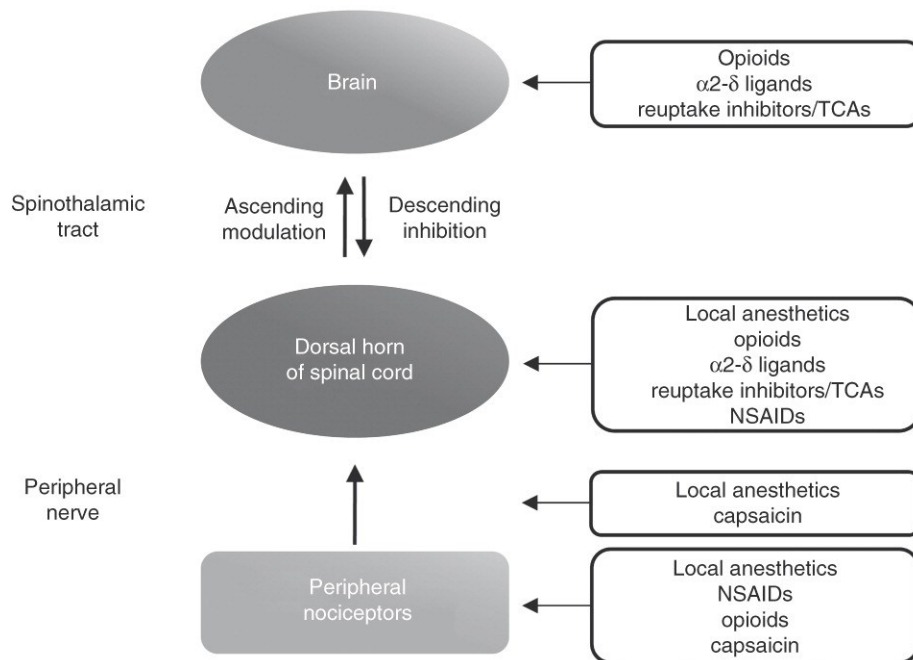 Brain
Opioids
α2-δ ligands
reuptake inhibitors/TCAs
Spinothalamic
tract
Ascending
modulation
Descending
inhibition
Dorsal horn
of spinal cord
Local anesthetics
opioids
α2-δ ligands
reuptake inhibitors/TCAs
NSAIDs
Peripheral
nerve
Local anesthetics
capsaicin
Peripheral
nociceptors
Local anesthetics
NSAIDs
opioids
capsaicin